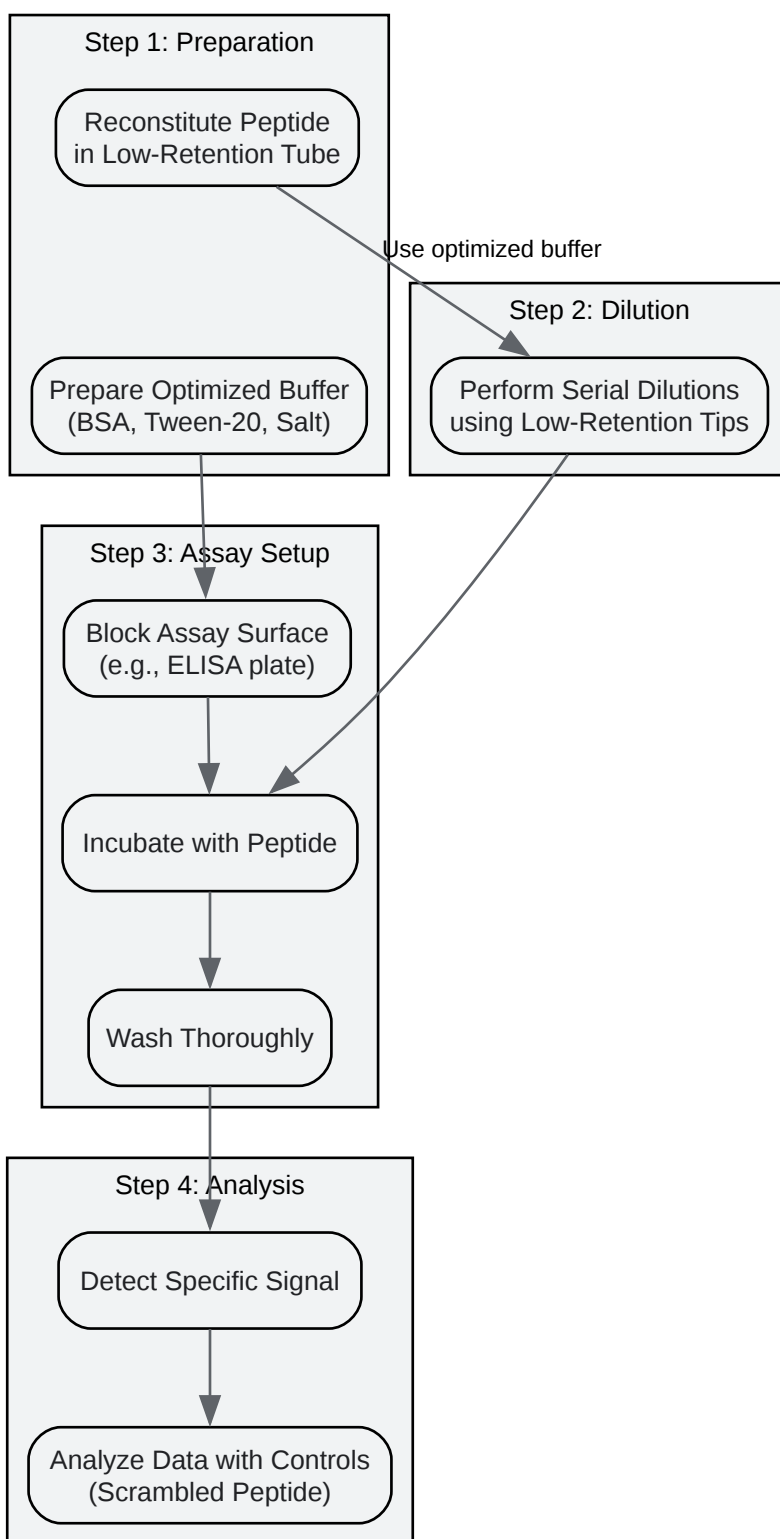 Step 1: Preparation
Reconstitute Peptide
in Low-Retention Tube
Use optimized buffer
Step 2: Dilution
Prepare Optimized Buffer
(BSA, Tween-20, Salt)
Perform Serial Dilutions
using Low-Retention Tips
Step 3: Assay Setup
Block Assay Surface
(e.g., ELISA plate)
Incubate with Peptide
Wash Thoroughly
Step 4: Analysis
Detect Specific Signal
Analyze Data with Controls
(Scrambled Peptide)